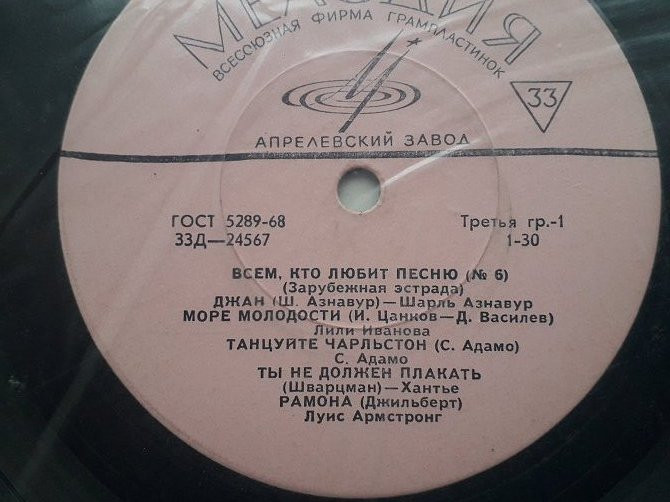 МЕЛОДИЯ
ВСЕСОЮЗНАЯ ФИРМА ГРАМПЛАСТИНОК
33
АПРЕЛЕВСКИЙ ЗАВОД
ГОСТ 5289-68 Третья гр.-1
33Д—24567 1-30
ВСЕМ, КТО ЛЮБИТ ПЕСНЮ (№ 6)
(Зарубежная эстрада)
ДЖАН (Ш. Азнавур)—Шарль Азнавур
МОРЕ МОЛОДОСТИ (И. Цанков—Д. Василев)
Лили Иванова
ТАНЦУЙТЕ ЧАРЛЬСТОН (С. Адамо)
С. Адамо
ТЫ НЕ ДОЛЖЕН ПЛАКАТЬ
(Шварцман)—Хантье
РАМОНА (Джильберт)
Луис Армстронг